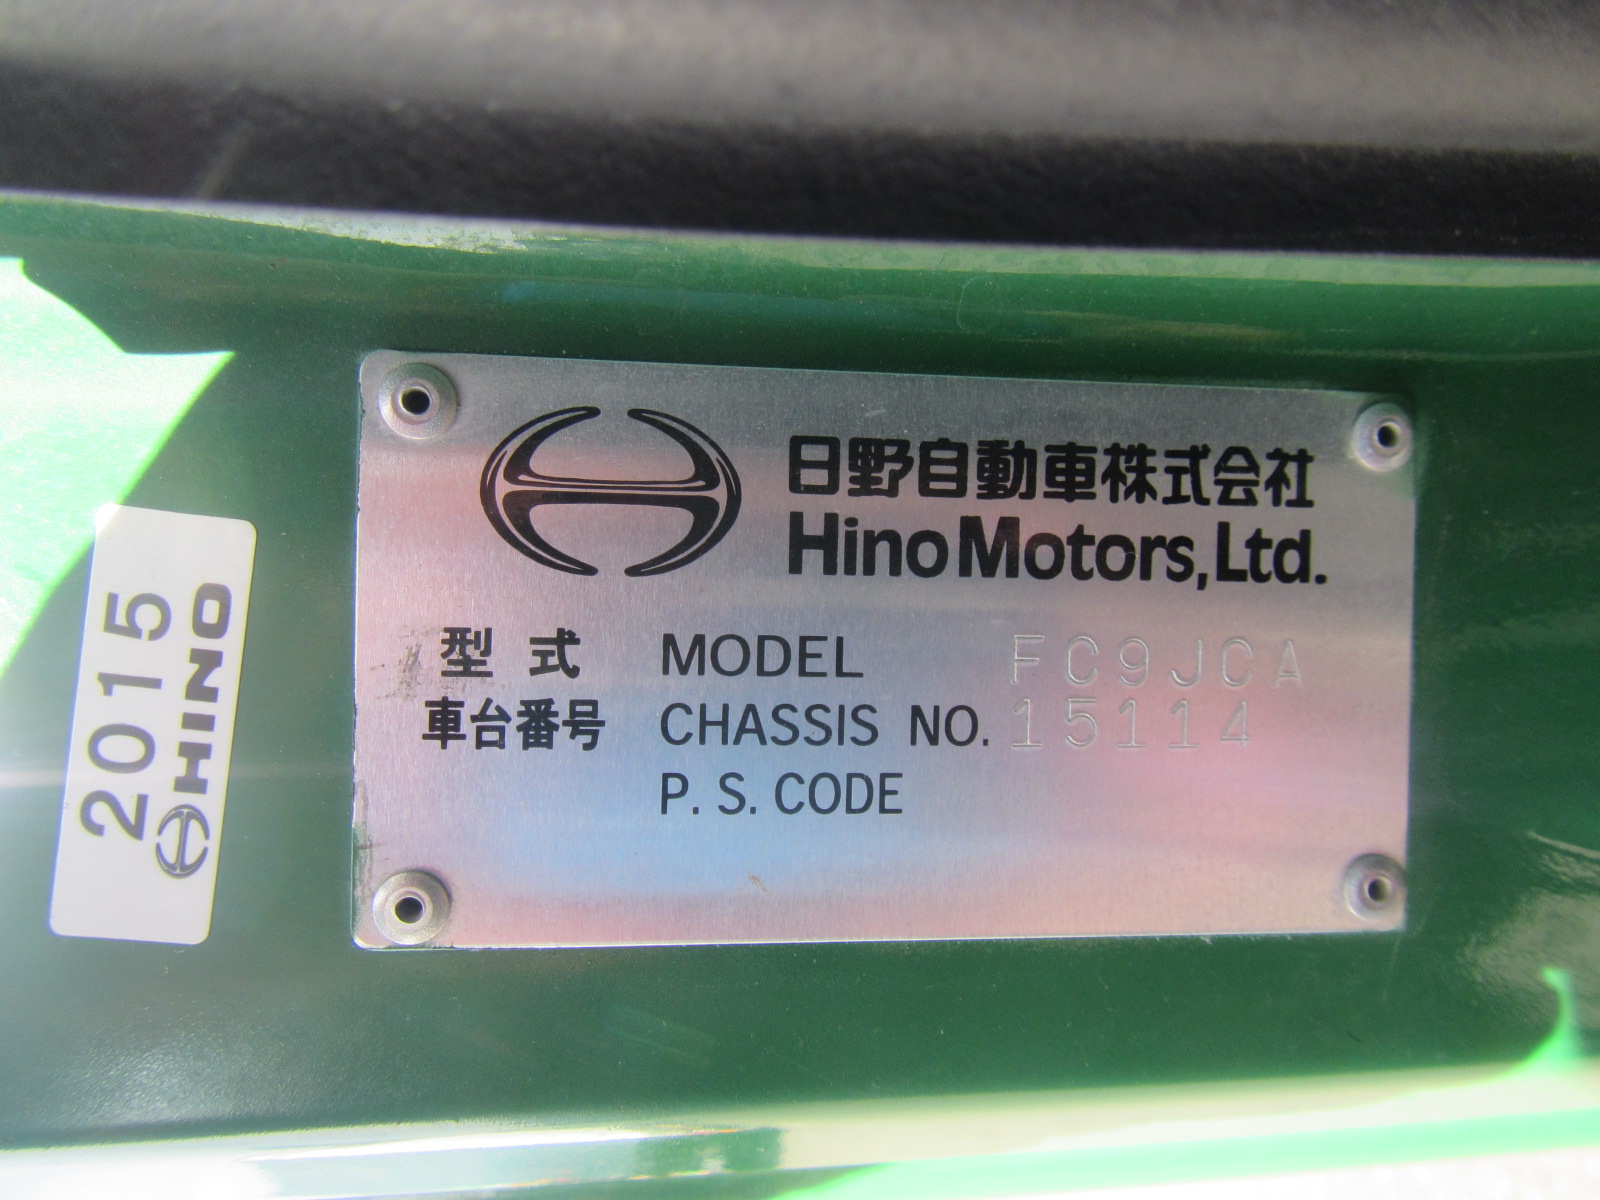 2015
HINO
日野自動車株式会社
Hino Motors, Ltd.
型式 MODEL FC9JCA
車台番号 CHASSIS NO. 15114
P. S. CODE